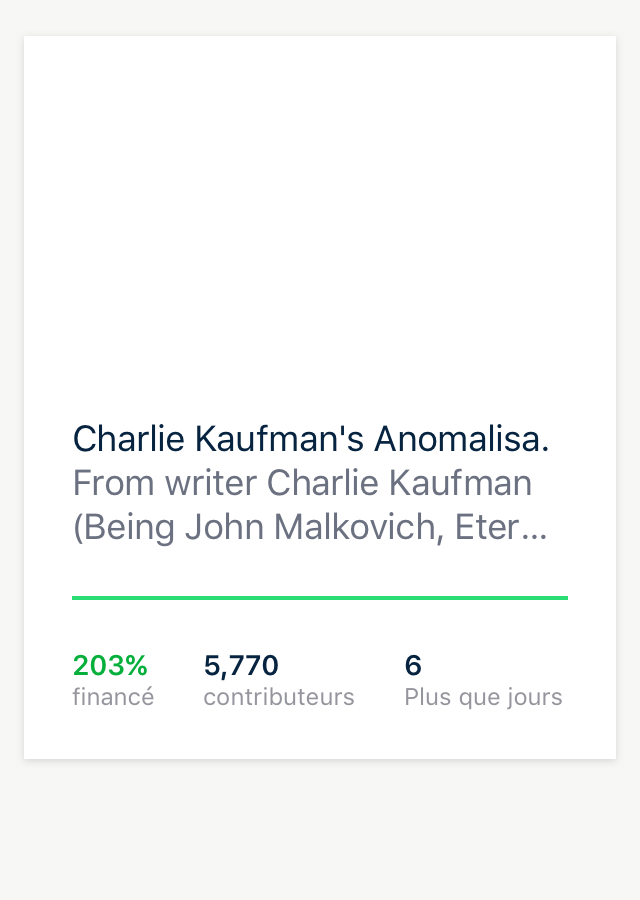 Charlie Kaufman's Anomalisa.
From writer Charlie Kaufman
(Being John Malkovich, Eter…
203% 5,770 6
financé contributeurs Plus que jours